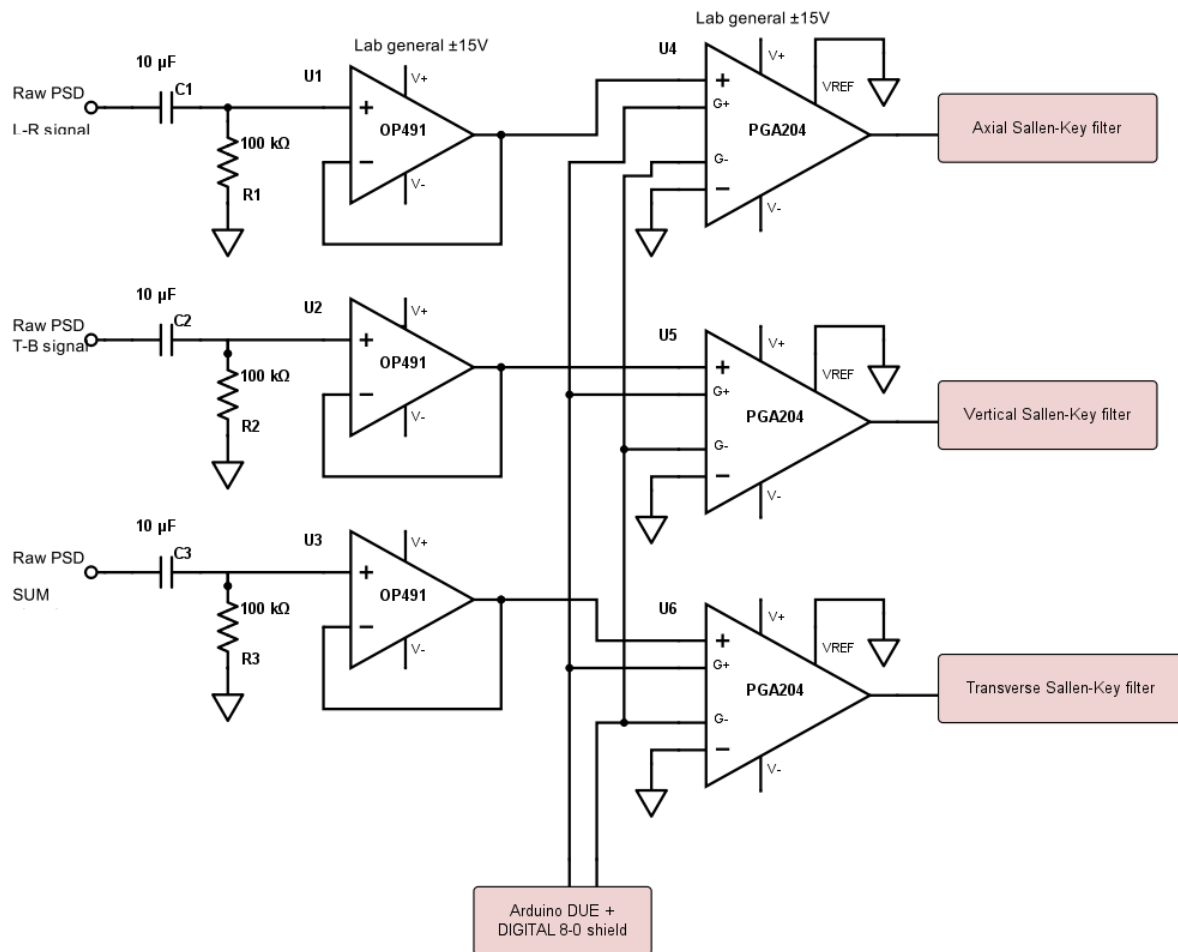 Lab general ±15V
Lab general ±15V
10 µF
C1
Raw PSD
L-R signal
100 kΩ
R1
U1
+
OP491
−
V+
V-
U4
+
G+
G-
−
PGA204
V+
VREF
V-
Axial Sallen-Key filter
10 µF
C2
Raw PSD
T-B signal
100 kΩ
R2
U2
+
OP491
−
V+
V-
U5
+
G+
G-
−
PGA204
V+
VREF
V-
Vertical Sallen-Key filter
10 µF
C3
Raw PSD
SUM
100 kΩ
R3
U3
+
OP491
−
V+
V-
U6
+
G+
G-
−
PGA204
V+
VREF
V-
Transverse Sallen-Key filter
Arduino DUE +
DIGITAL 8-0 shield